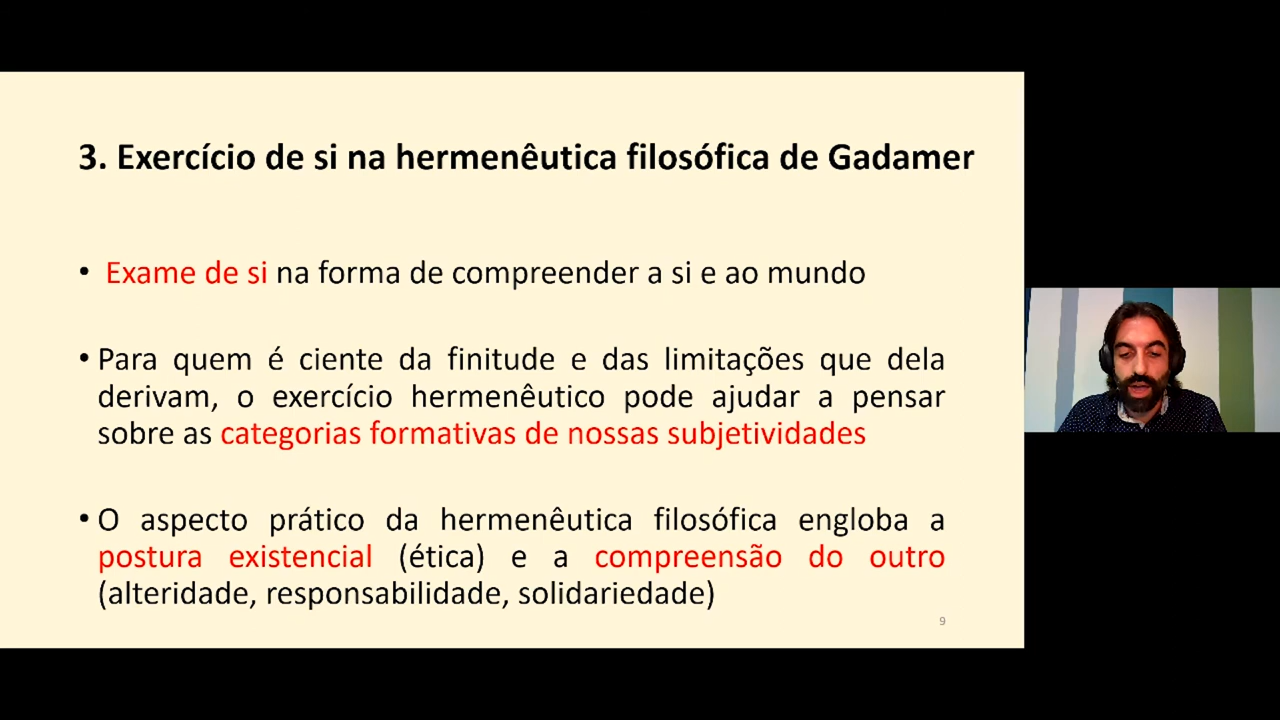 3. Exercício de si na hermenêutica filosófica de Gadamer
• Exame de si na forma de compreender a si e ao mundo
• Para quem é ciente da finitude e das limitações que dela
derivam, o exercício hermenêutico pode ajudar a pensar
sobre as categorias formativas de nossas subjetividades
• O aspecto prático da hermenêutica filosófica engloba a
postura existencial (ética) e a compreensão do outro
(alteridade, responsabilidade, solidariedade)
9